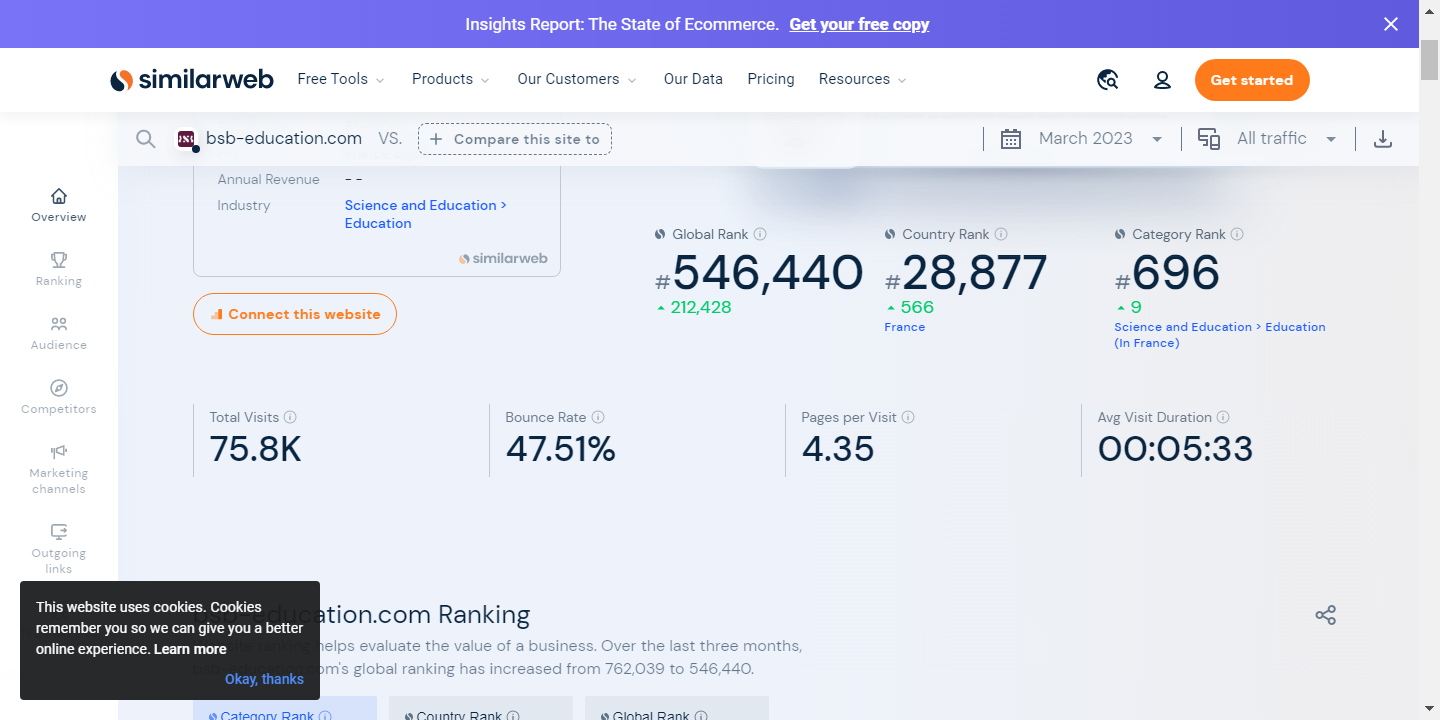 Insights Report: The State of Ecommerce. Get your free copy
similarweb Free Tools Products Our Customers Our Data Pricing Resources Get started
bsb-education.com VS. + Compare this site to March 2023 All traffic
Annual Revenue - -
Industry Science and Education >
Education
similarweb
Connect this website
Overview
Ranking
Audience
Competitors
Marketing
channels
Outgoing
links
Global Rank Country Rank Category Rank
#546,440 #28,877 #696
212,428 566 9
France Science and Education > Education
(In France)
Total Visits Bounce Rate Pages per Visit Avg Visit Duration
75.8K 47.51% 4.35 00:05:33
bsb-education.com Ranking
helps evaluate the value of a business. Over the last three months,
bsb-education.com's global ranking has increased from 762,039 to 546,440.
Category Rank Country Rank Global Rank
This website uses cookies. Cookies
remember you so we can give you a better
online experience. Learn more
Okay, thanks